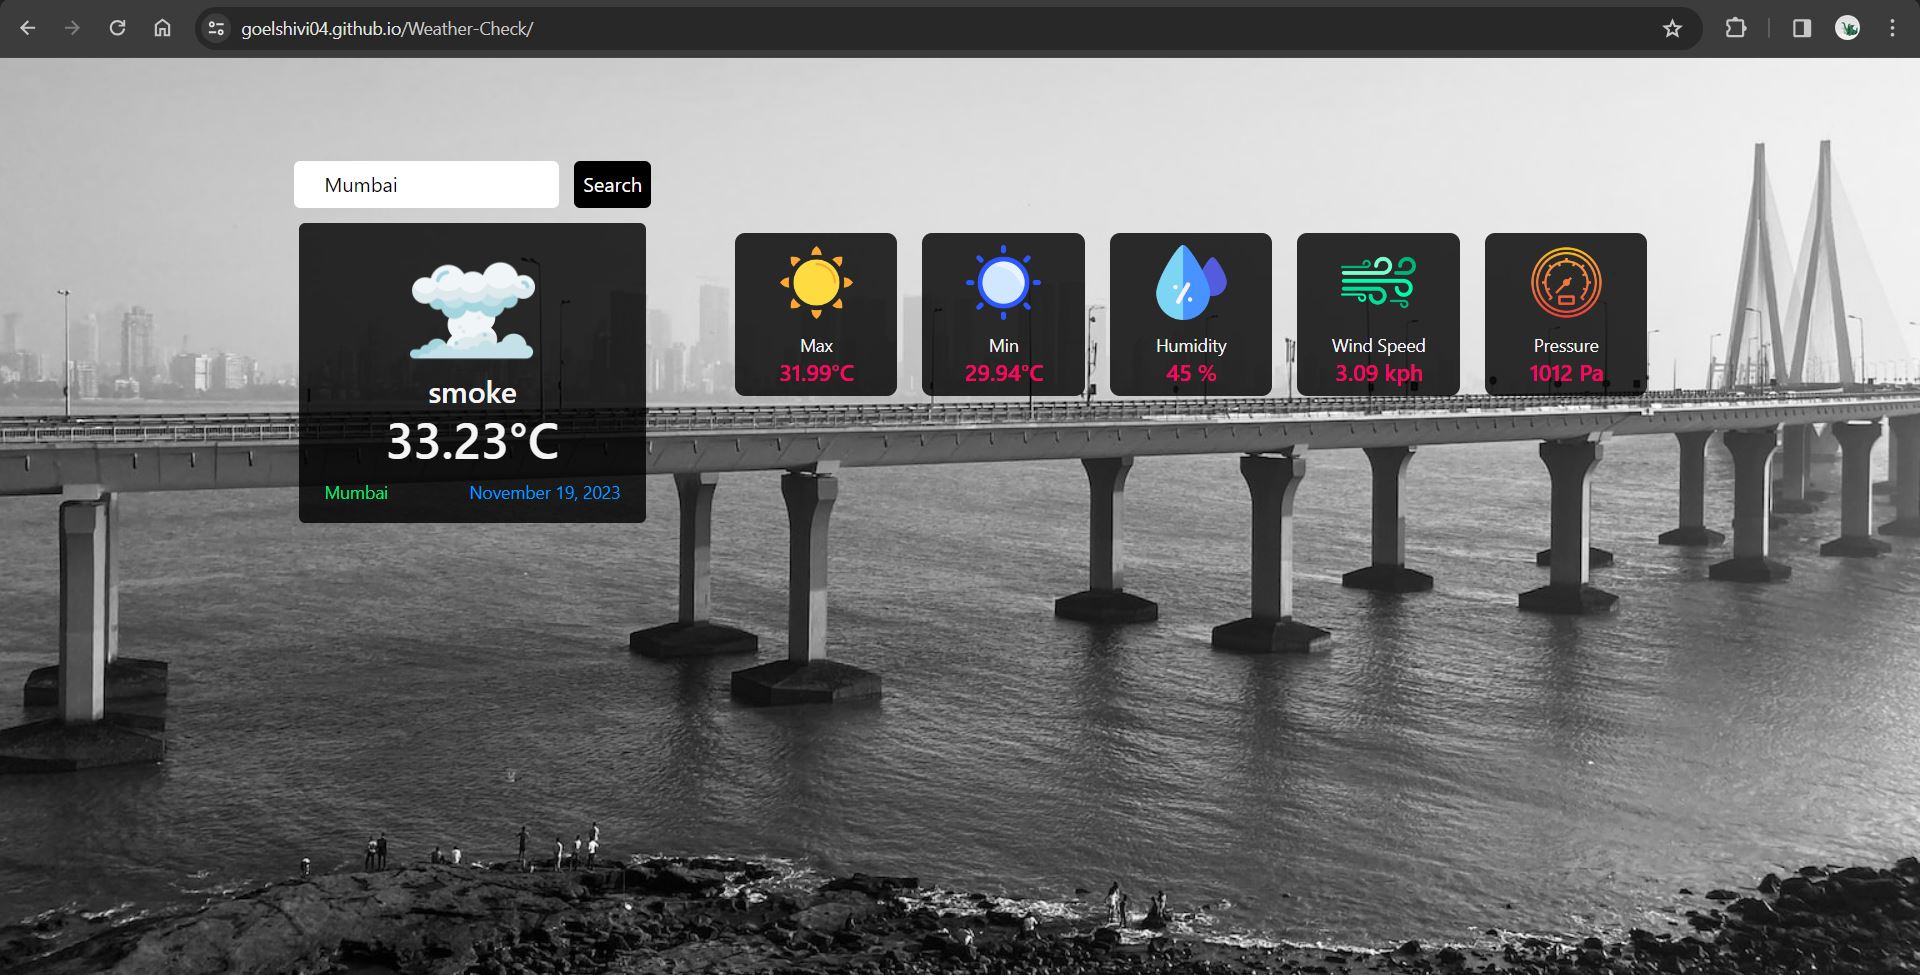 goelshivi04.github.io/Weather-Check/
Mumbai
Search
smoke
33.23°C
Mumbai
November 19, 2023
Max
31.99°C
Min
29.94°C
Humidity
45 %
Wind Speed
3.09 kph
Pressure
1012 Pa